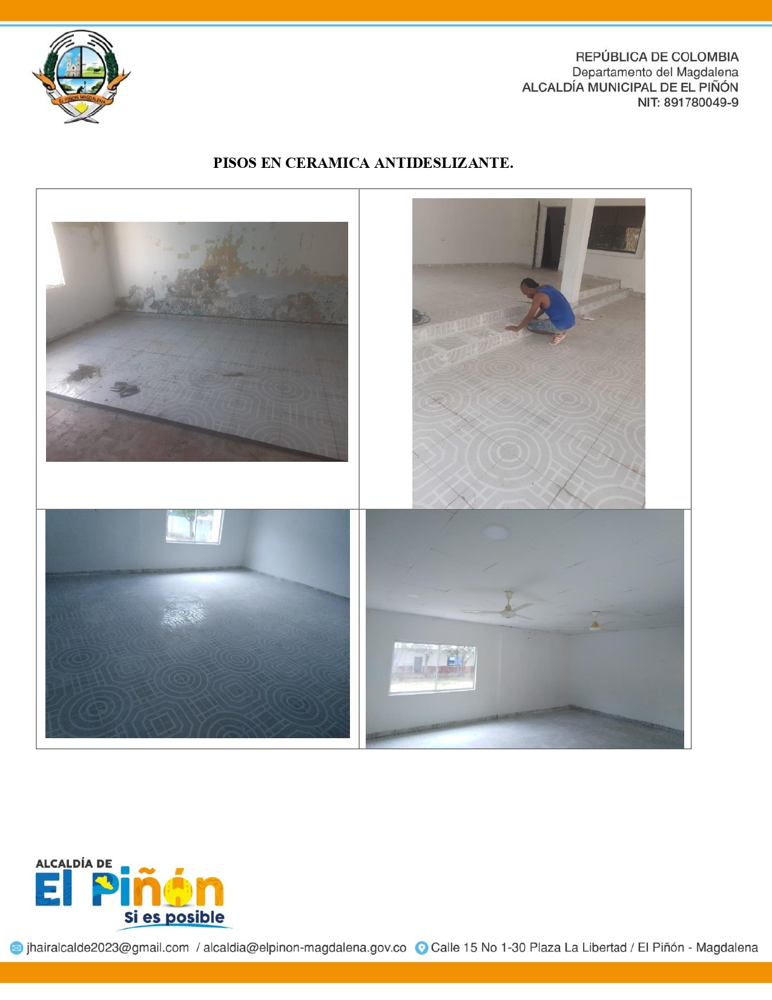 REPÚBLICA DE COLOMBIA
Departamento del Magdalena
ALCALDÍA MUNICIPAL DE EL PIÑÓN
NIT: 891780049-9
EL PIÑON MAGDALENA
PISOS EN CERAMICA ANTIDESLIZANTE.
ALCALDÍA DE
El Piñón
Si es posible
jhairalcalde2023@gmail.com / alcaldia@elpinon-magdalena.gov.co Calle 15 No 1-30 Plaza La Libertad / El Piñón - Magdalena